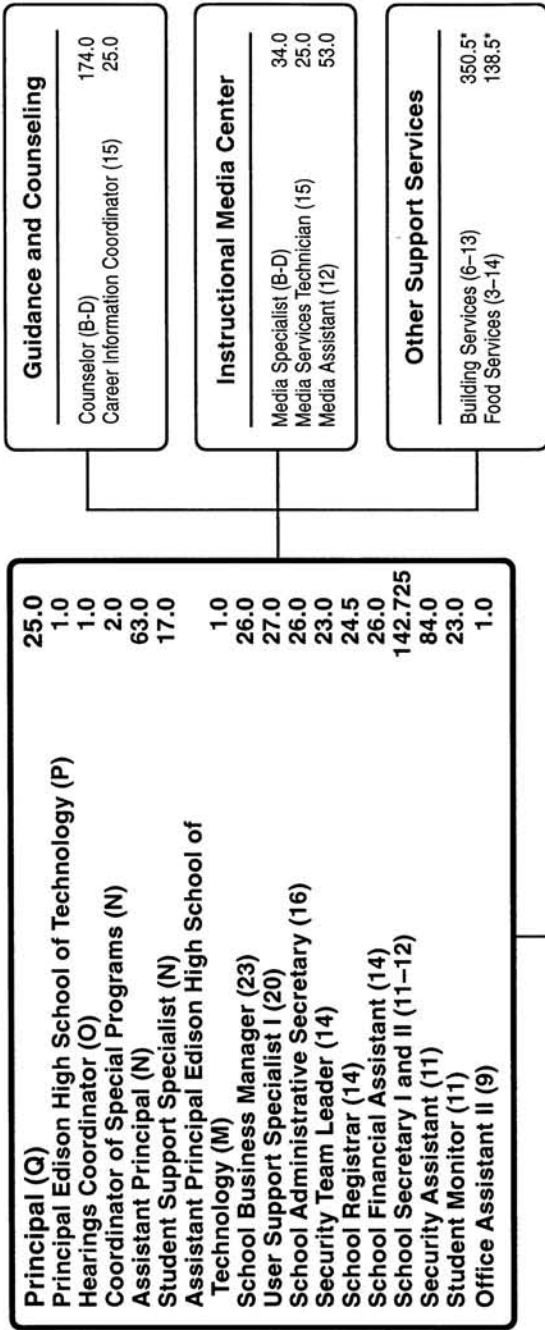 Principal (Q) 25.0
Principal Edison High School of Technology (P) 1.0
Hearings Coordinator (O) 1.0
Coordinator of Special Programs (N) 2.0
Assistant Principal (N) 63.0
Student Support Specialist (N) 17.0
Assistant Principal Edison High School of
Technology (M) 1.0
School Business Manager (23) 26.0
User Support Specialist I (20) 27.0
School Administrative Secretary (16) 26.0
Security Team Leader (14) 23.0
School Registrar (14) 24.5
School Financial Assistant (14) 26.0
School Secretary I and II (11–12) 142.725
Security Assistant (11) 84.0
Student Monitor (11) 23.0
Office Assistant II (9) 1.0
Guidance and Counseling
Counselor (B-D) 174.0
Career Information Coordinator (15) 25.0
Instructional Media Center
Media Specialist (B-D) 34.0
Media Services Technician (15) 25.0
Media Assistant (12) 53.0
Other Support Services
Building Services (6–13) 350.5*
Food Services (3–14) 138.5*